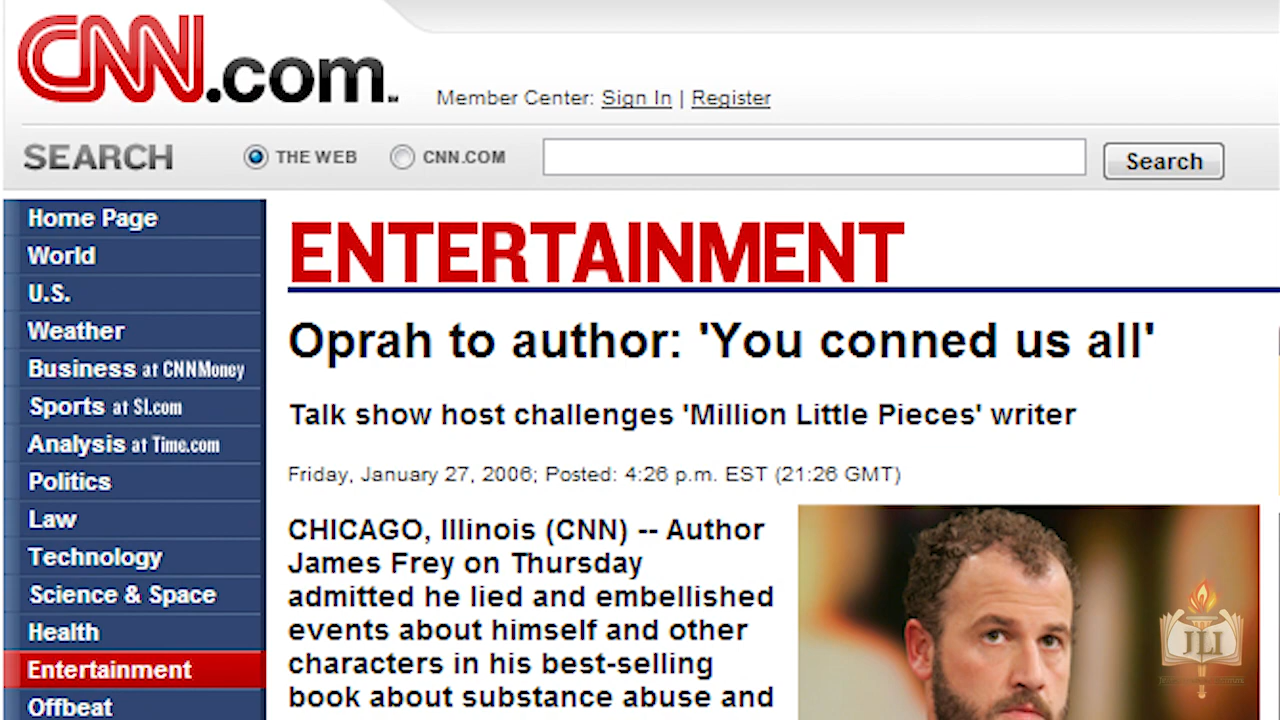 CNN.com
Member Center: Sign In | Register
SEARCH THE WEB CNN.COM Search
Home Page
World
U.S.
Weather
Business at CNNMoney
Sports at SI.com
Analysis at Time.com
Politics
Law
Technology
Science & Space
Health
Entertainment
Offbeat
ENTERTAINMENT
Oprah to author: 'You conned us all'
Talk show host challenges 'Million Little Pieces' writer
Friday, January 27, 2006; Posted: 4:26 p.m. EST (21:26 GMT)
CHICAGO, Illinois (CNN) -- Author
James Frey on Thursday
admitted he lied and embellished
events about himself and other
characters in his best-selling
book about substance abuse and
JLI